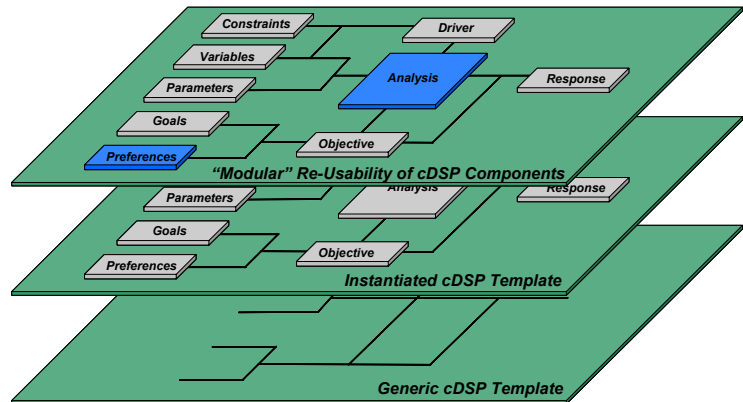 Constraints
Driver
Variables
Analysis
Parameters
Response
Goals
Objective
Preferences
“Modular” Re-Usability of cDSP Components
Analysis
Response
Parameters
Goals
Objective
Preferences
Instantiated cDSP Template
Generic cDSP Template